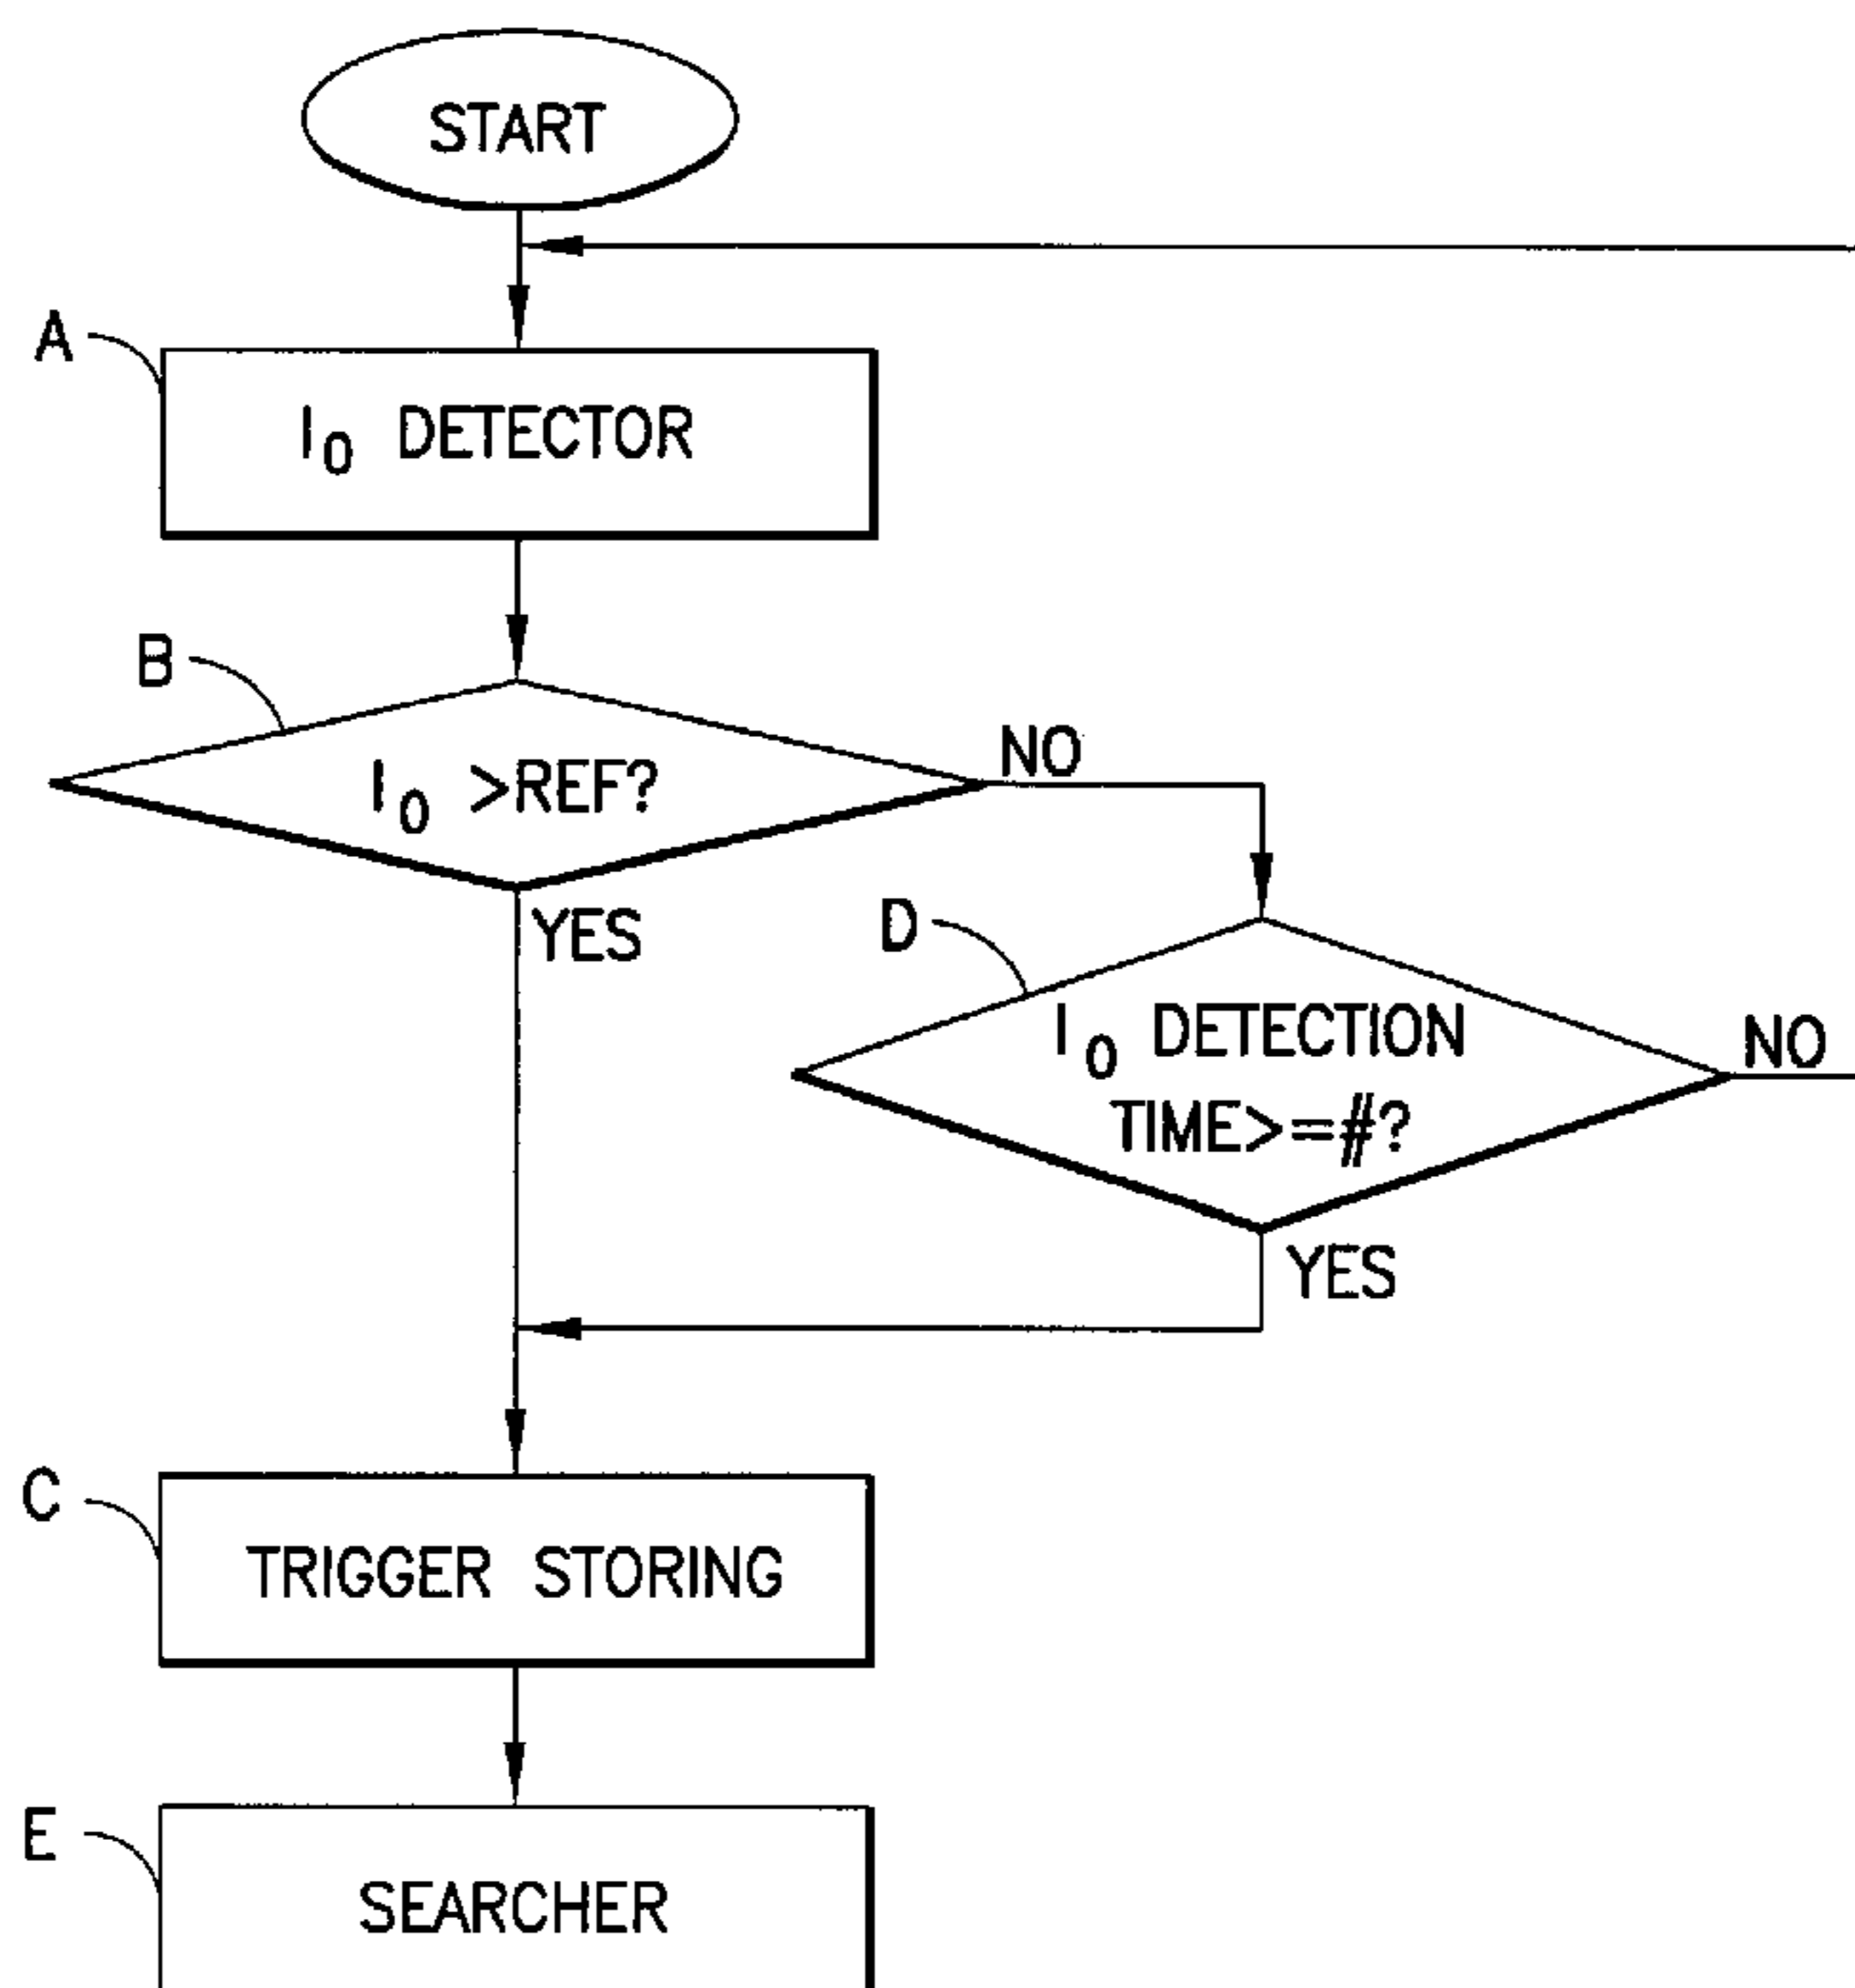 START
A
I₀ DETECTOR
B
I₀ >REF?
NO
YES
D
I₀ DETECTION
TIME>=#?
NO
YES
C
TRIGGER STORING
E
SEARCHER